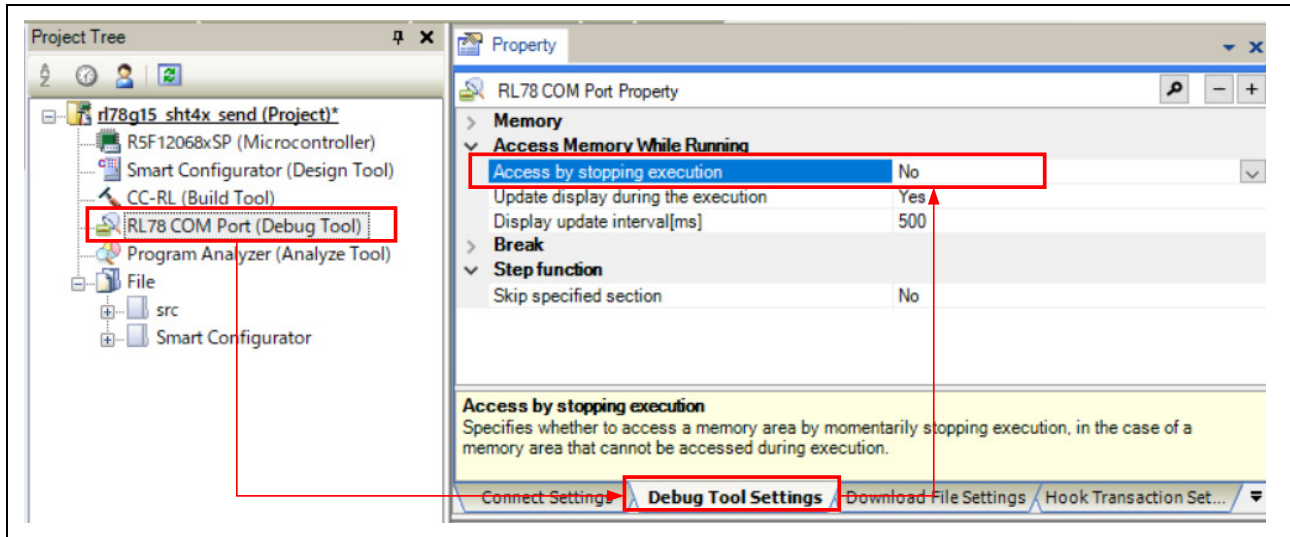 Project Tree
rl78g15_sht4x_send (Project)*
R5F12068xSP (Microcontroller)
Smart Configurator (Design Tool)
CC-RL (Build Tool)
RL78 COM Port (Debug Tool)
Program Analyzer (Analyze Tool)
File
src
Smart Configurator
Property
RL78 COM Port Property
Memory
Access Memory While Running
Access by stopping execution No
Update display during the execution Yes
Display update interval[ms] 500
Break
Step function
Skip specified section No
Access by stopping execution
Specifies whether to access a memory area by momentarily stopping execution, in the case of a
memory area that cannot be accessed during execution.
Connect Settings Debug Tool Settings Download File Settings Hook Transaction Set...